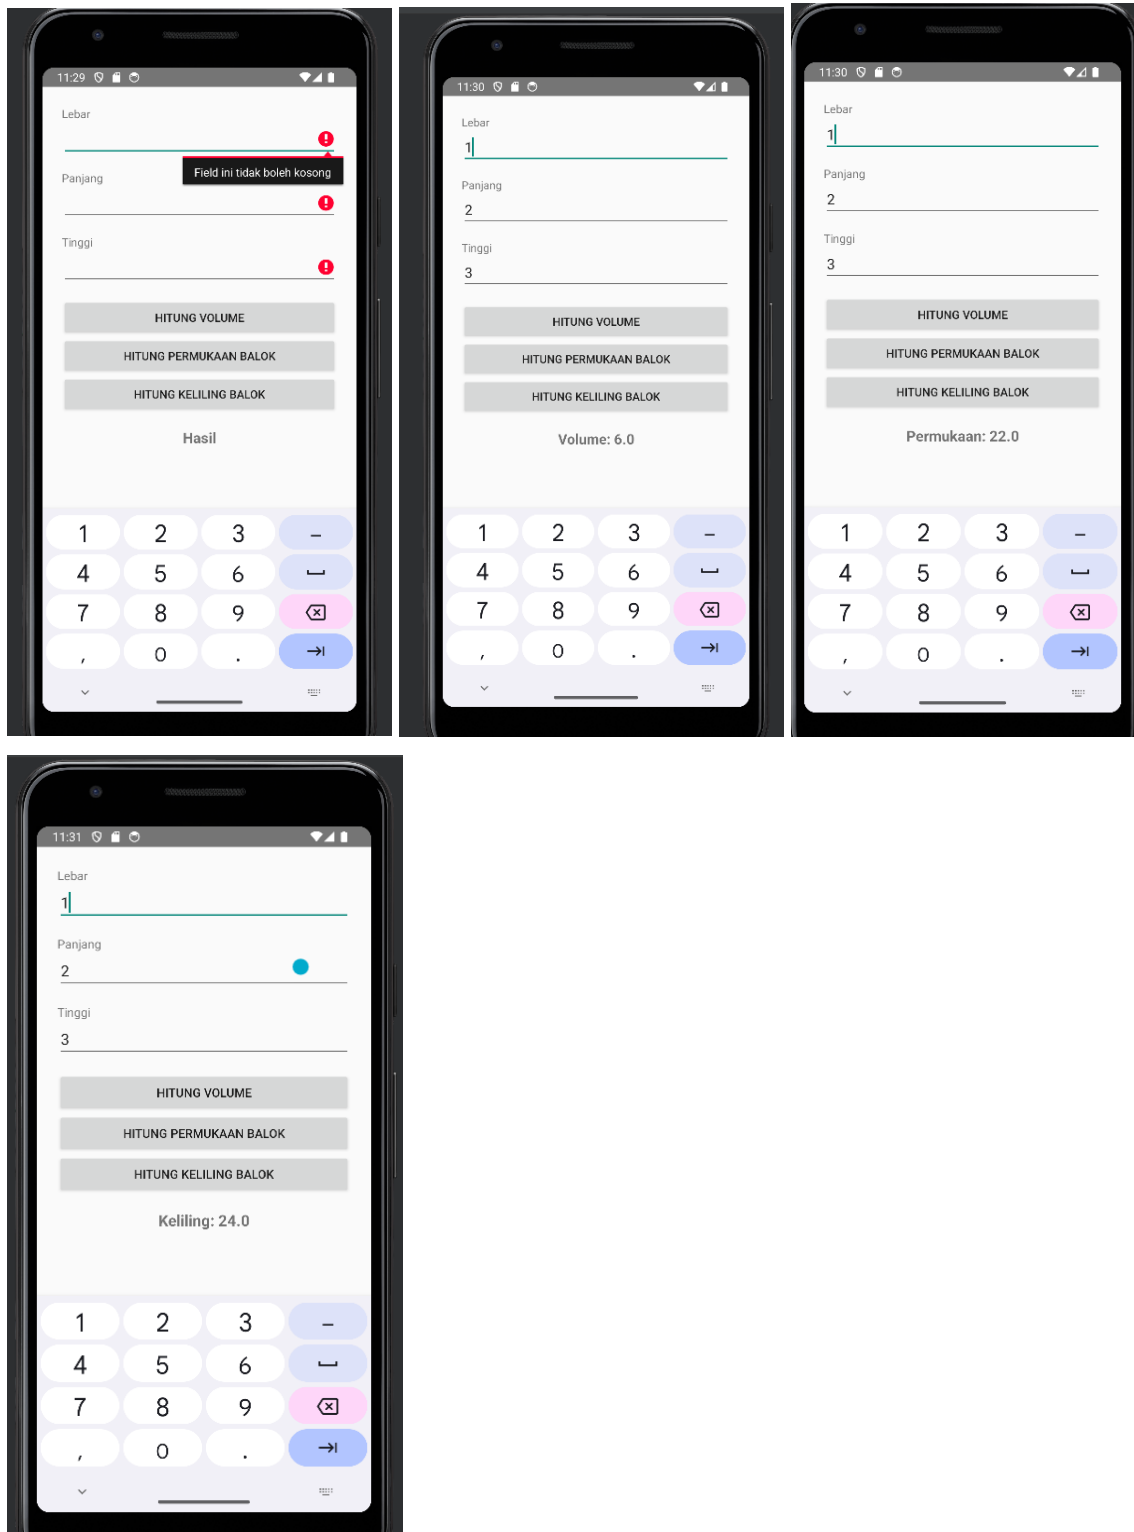 11:29
Lebar
Field ini tidak boleh kosong
Panjang
Tinggi
HITUNG VOLUME
HITUNG PERMUKAAN BALOK
HITUNG KELILING BALOK
Hasil
1 2 3 –
4 5 6
7 8 9
, 0 .
11:30
Lebar
1
Panjang
2
Tinggi
3
HITUNG VOLUME
HITUNG PERMUKAAN BALOK
HITUNG KELILING BALOK
Volume: 6.0
1 2 3 –
4 5 6
7 8 9
, 0 .
11:30
Lebar
1
Panjang
2
Tinggi
3
HITUNG VOLUME
HITUNG PERMUKAAN BALOK
HITUNG KELILING BALOK
Permukaan: 22.0
1 2 3 –
4 5 6
7 8 9
, 0 .
11:31
Lebar
1
Panjang
2
Tinggi
3
HITUNG VOLUME
HITUNG PERMUKAAN BALOK
HITUNG KELILING BALOK
Keliling: 24.0
1 2 3 –
4 5 6
7 8 9
, 0 .